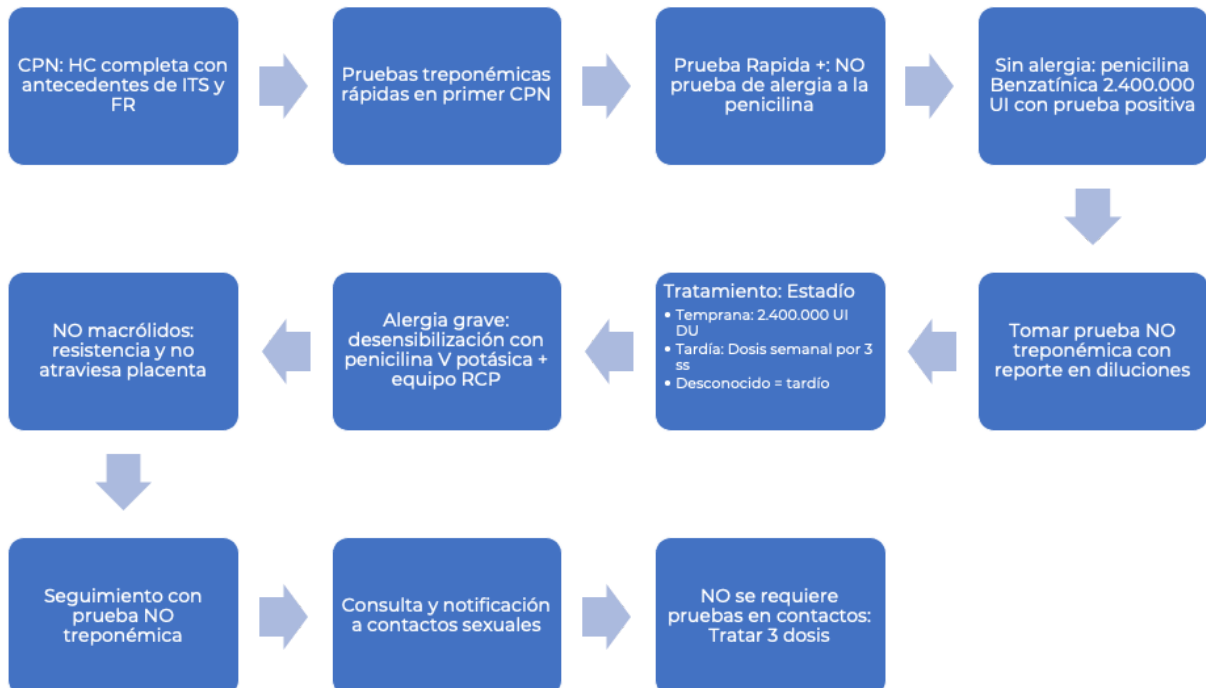 CPN: HC completa con
antecedentes de ITS y
FR
Pruebas treponémicas
rápidas en primer CPN
Prueba Rapida +: NO
prueba de alergia a la
penicilina
Sin alergia: penicilina
Benzatínica 2.400.000
UI con prueba positiva
Tomar prueba NO
treponémica con
reporte en diluciones
Tratamiento: Estadío
• Temprana: 2.400.000 UI
DU
• Tardía: Dosis semanal por 3
ss
• Desconocido = tardío
Alergia grave:
desensibilización con
penicilina V potásica +
equipo RCP
NO macrólidos:
resistencia y no
atraviesa placenta
Seguimiento con
prueba NO
treponémica
Consulta y notificación
a contactos sexuales
NO se requiere
pruebas en contactos:
Tratar 3 dosis